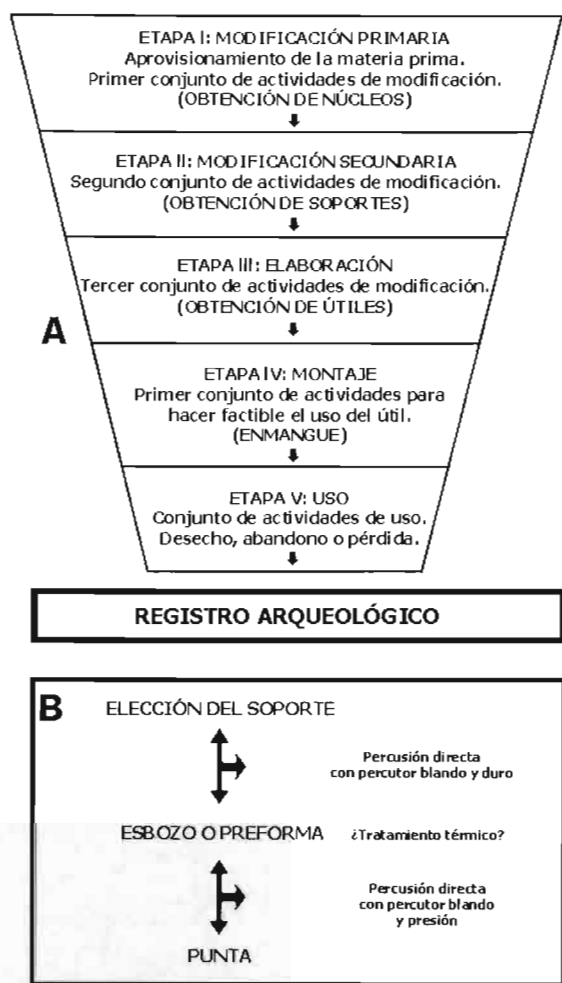 ETAPA I: MODIFICACIÓN PRIMARIA
Aprovisionamiento de la materia prima.
Primer conjunto de actividades de modificación.
(OBTENCIÓN DE NÚCLEOS)
ETAPA II: MODIFICACIÓN SECUNDARIA
Segundo conjunto de actividades de modificación.
(OBTENCIÓN DE SOPORTES)
ETAPA III: ELABORACIÓN
Tercer conjunto de actividades de modificación.
(OBTENCIÓN DE ÚTILES)
A
ETAPA IV: MONTAJE
Primer conjunto de actividades para
hacer factible el uso del útil.
(ENMANGUE)
ETAPA V: USO
Conjunto de actividades de uso.
Desecho, abandono o pérdida.
REGISTRO ARQUEOLÓGICO
B
ELECCIÓN DEL SOPORTE
Percusión directa
con percutor blando y duro
ESBOZO O PREFORMA ¿Tratamiento térmico?
Percusión directa
con percutor blando
y presión
PUNTA